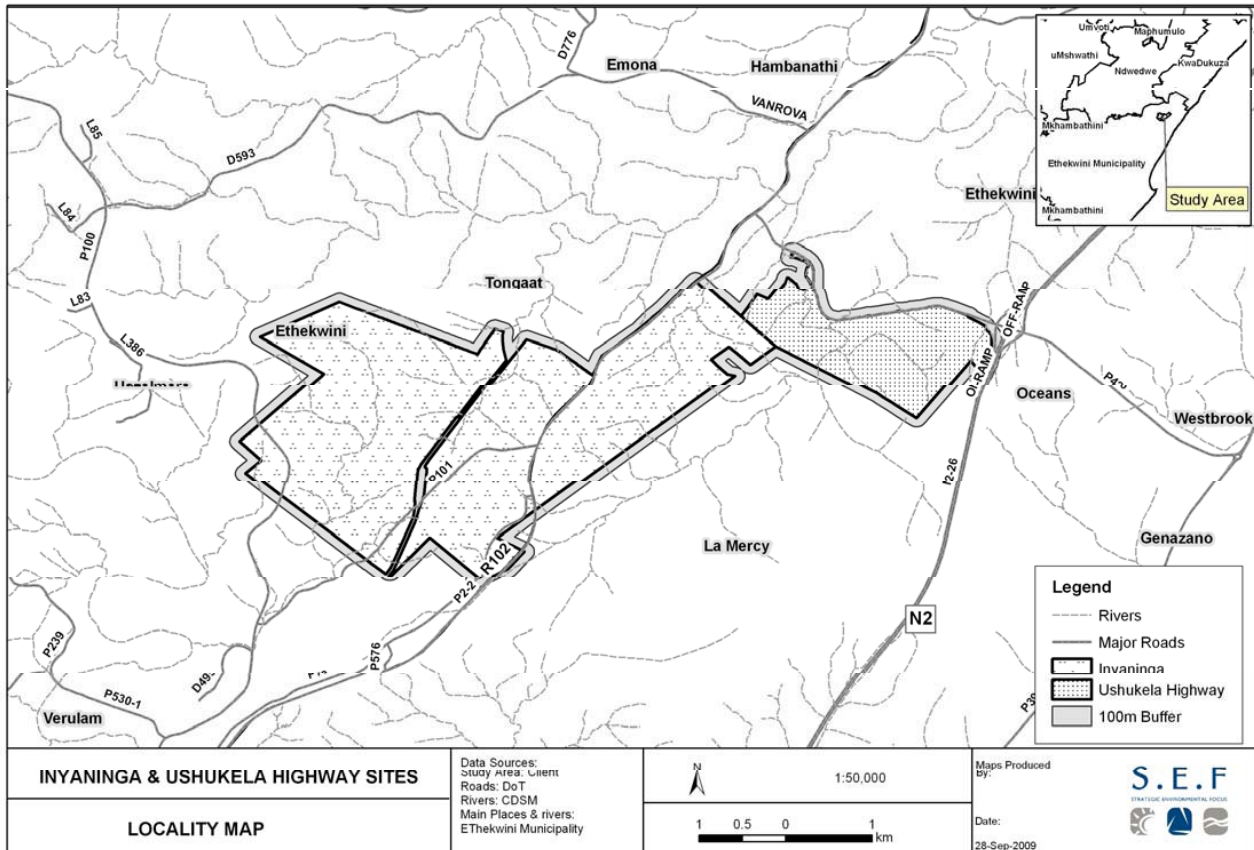 D776
Emona
Hambanathi
VANROVA
L85
D593
L84
P100
L83
L386
Tongaat
Ethekwini
Ethekwini
OFF-RAMP
Oceans
Westbrook
Genazano
La Mercy
N2
R102
P2-2
P576
P239
P530-1
Verulam
Umvoti
Maphumulo
uMshwathi
KwaDukuza
Ndwedwe
Mkhambathini
Ethekwini Municipality
Mkhambathini
Study Area
Legend
Rivers
Major Roads
Inyaninga
Ushukela Highway
100m Buffer
INYANINGA & USHUKELA HIGHWAY SITES
LOCALITY MAP
Data Sources:
Study Area: Client
Roads: DoT
Rivers: CDSM
Main Places & rivers:
EThekwini Municipality
N
1:50,000
1 0.5 0 1
km
Maps Produced
By:
S.E.F
STRATEGIC ENVIRONMENTAL FOCUS
Date:
28-Sep-2009